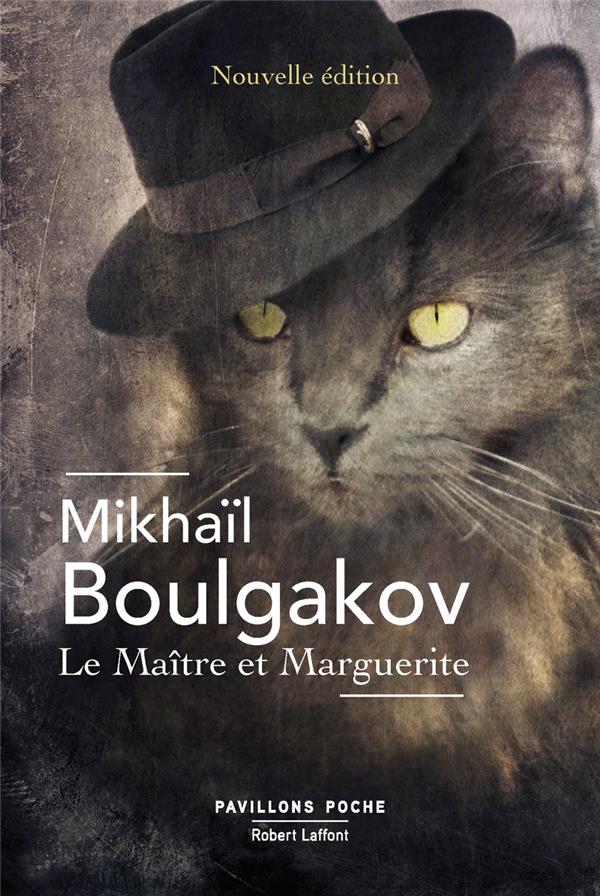 Nouvelle édition
Mikhaïl
Boulgakov
Le Maître et Marguerite
PAVILLONS POCHE
Robert Laffont